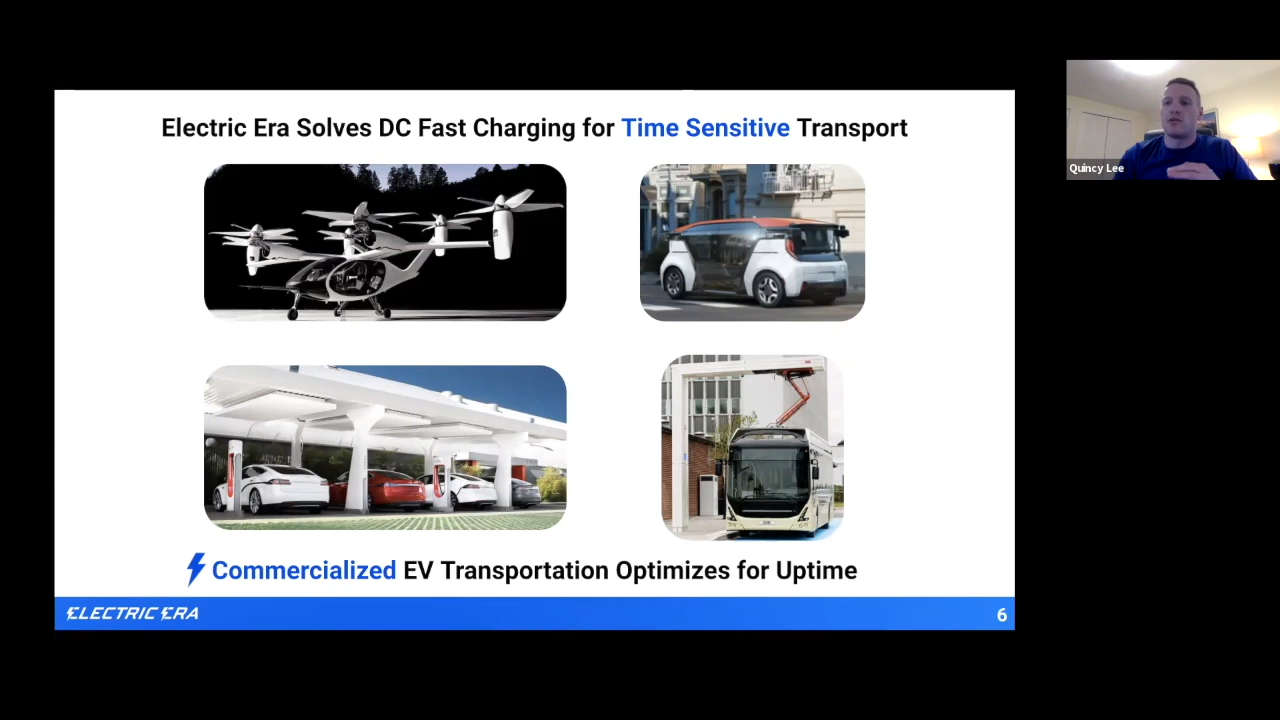 Electric Era Solves DC Fast Charging for Time Sensitive Transport
Quincy Lee
Commercialized EV Transportation Optimizes for Uptime
ELECTRIC ERA
6